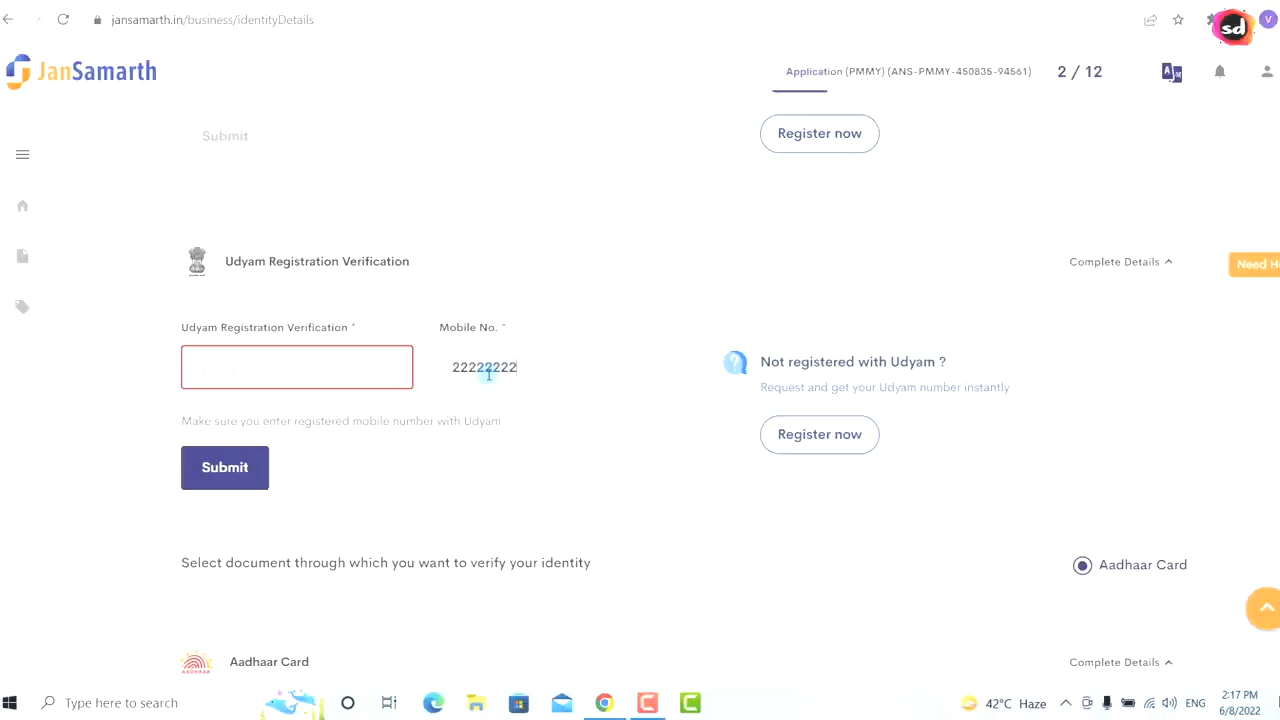 jansamarth.in/business/identityDetails
sd
V
JanSamarth
Application (PMMY) (ANS-PMMY-450835-94561)
2 / 12
Submit
Register now
Udyam Registration Verification
Complete Details
Need He
Udyam Registration Verification *
Mobile No. *
22222222
Not registered with Udyam ?
Request and get your Udyam number instantly
Make sure you enter registered mobile number with Udyam
Register now
Submit
Select document through which you want to verify your identity
Aadhaar Card
AADHAAR
Aadhaar Card
Complete Details
Type here to search
42°C Haze
ENG
2:17 PM
6/8/2022